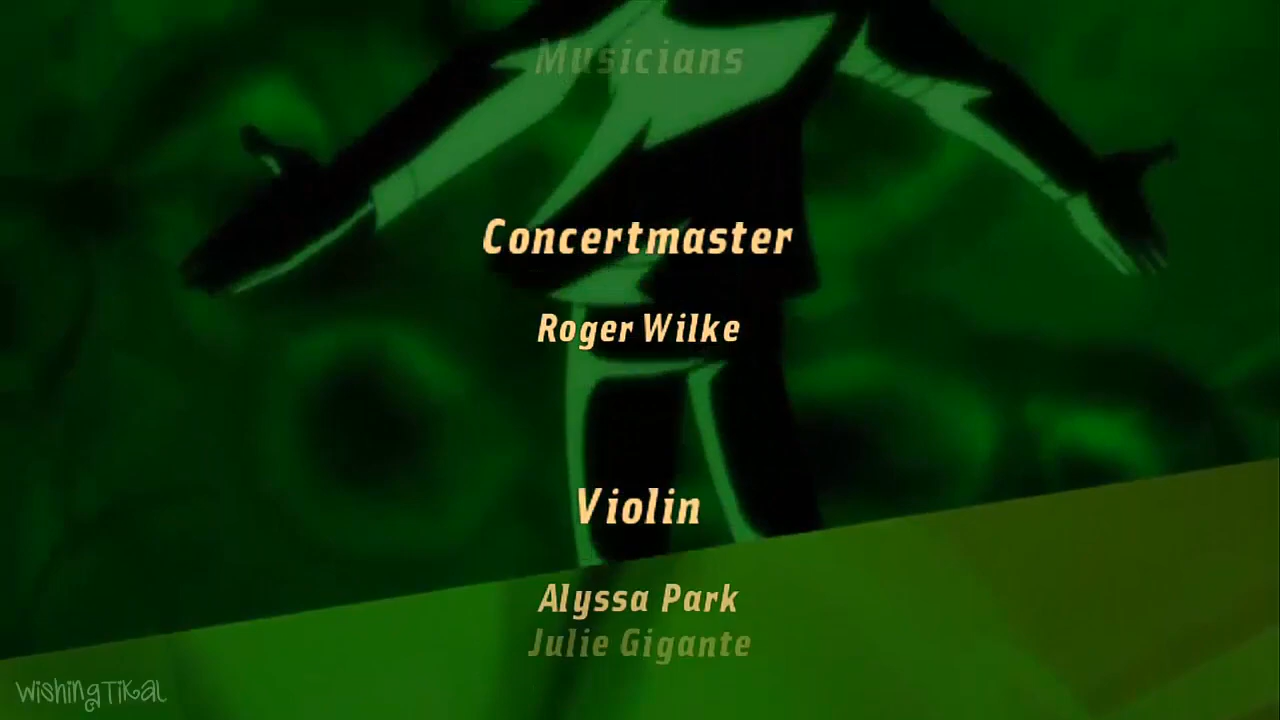 Musicians
Concertmaster
Roger Wilke
Violin
Alyssa Park
Julie Gigante
WishingTikal